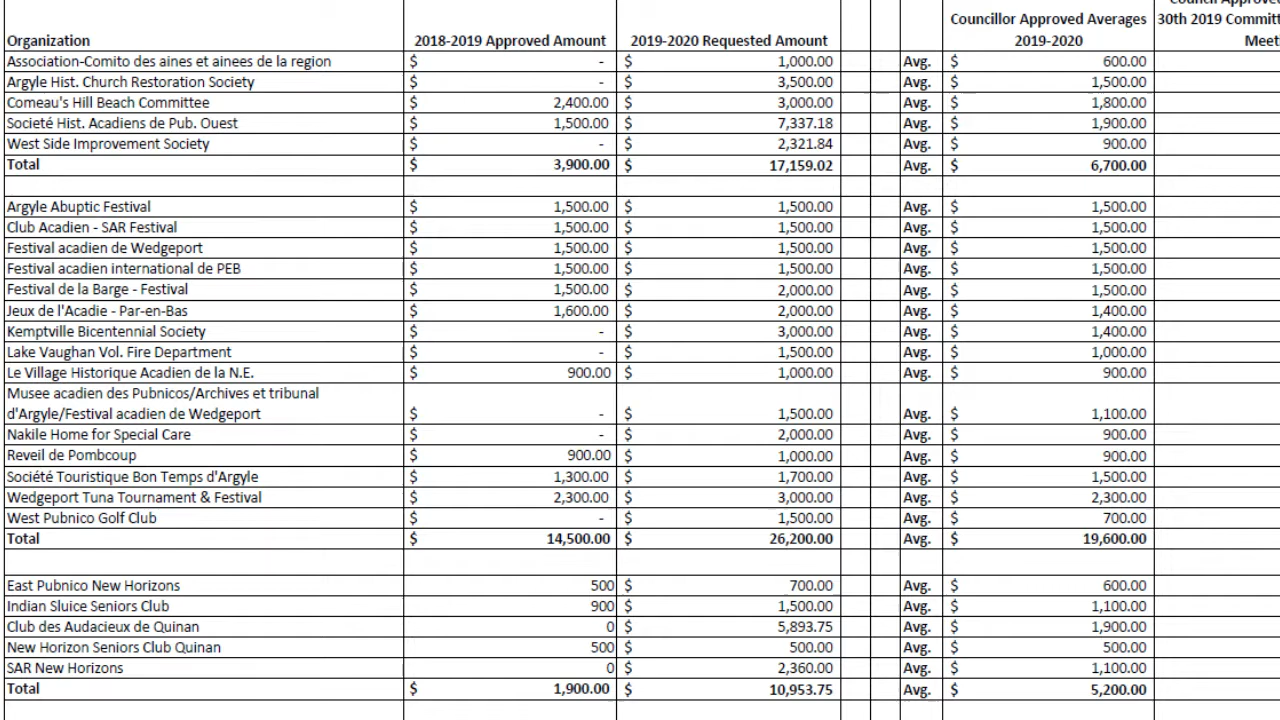 Council Approved
Councillor Approved Averages 30th 2019 Committ
Organization 2018-2019 Approved Amount 2019-2020 Requested Amount 2019-2020 Meet
Association-Comito des aines et ainees de la region $ - $ 1,000.00 Avg. $ 600.00
Argyle Hist. Church Restoration Society $ - $ 3,500.00 Avg. $ 1,500.00
Comeau's Hill Beach Committee $ 2,400.00 $ 3,000.00 Avg. $ 1,800.00
Societé Hist. Acadiens de Pub. Ouest $ 1,500.00 $ 7,337.18 Avg. $ 1,900.00
West Side Improvement Society $ - $ 2,321.84 Avg. $ 900.00
Total $ 3,900.00 $ 17,159.02 Avg. $ 6,700.00
Argyle Abuptic Festival $ 1,500.00 $ 1,500.00 Avg. $ 1,500.00
Club Acadien - SAR Festival $ 1,500.00 $ 1,500.00 Avg. $ 1,500.00
Festival acadien de Wedgeport $ 1,500.00 $ 1,500.00 Avg. $ 1,500.00
Festival acadien international de PEB $ 1,500.00 $ 1,500.00 Avg. $ 1,500.00
Festival de la Barge - Festival $ 1,500.00 $ 2,000.00 Avg. $ 1,500.00
Jeux de l'Acadie - Par-en-Bas $ 1,600.00 $ 2,000.00 Avg. $ 1,400.00
Kemptville Bicentennial Society $ - $ 3,000.00 Avg. $ 1,400.00
Lake Vaughan Vol. Fire Department $ - $ 1,500.00 Avg. $ 1,000.00
Le Village Historique Acadien de la N.E. $ 900.00 $ 1,000.00 Avg. $ 900.00
Musee acadien des Pubnicos/Archives et tribunal
d'Argyle/Festival acadien de Wedgeport $ - $ 1,500.00 Avg. $ 1,100.00
Nakile Home for Special Care $ - $ 2,000.00 Avg. $ 900.00
Reveil de Pombcoup $ 900.00 $ 1,000.00 Avg. $ 900.00
Société Touristique Bon Temps d'Argyle $ 1,300.00 $ 1,700.00 Avg. $ 1,500.00
Wedgeport Tuna Tournament & Festival $ 2,300.00 $ 3,000.00 Avg. $ 2,300.00
West Pubnico Golf Club $ - $ 1,500.00 Avg. $ 700.00
Total $ 14,500.00 $ 26,200.00 Avg. $ 19,600.00
East Pubnico New Horizons 500 $ 700.00 Avg. $ 600.00
Indian Sluice Seniors Club 900 $ 1,500.00 Avg. $ 1,100.00
Club des Audacieux de Quinan 0 $ 5,893.75 Avg. $ 1,900.00
New Horizon Seniors Club Quinan 500 $ 500.00 Avg. $ 500.00
SAR New Horizons 0 $ 2,360.00 Avg. $ 1,100.00
Total $ 1,900.00 $ 10,953.75 Avg. $ 5,200.00